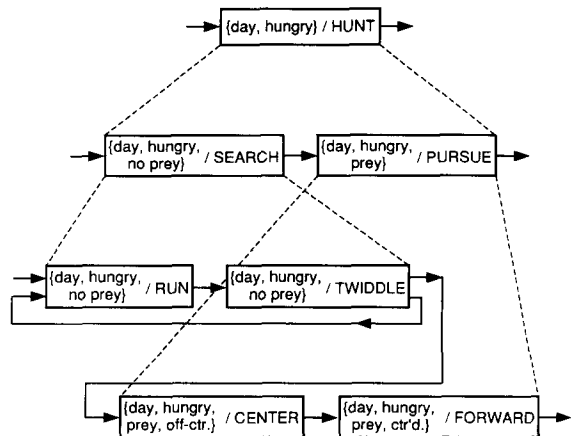 {day, hungry} / HUNT
{day, hungry, no prey} / SEARCH
{day, hungry, prey} / PURSUE
{day, hungry, no prey} / RUN
{day, hungry, no prey} / TWIDDLE
{day, hungry, prey, off-ctr.} / CENTER
{day, hungry, prey, ctr'd.} / FORWARD